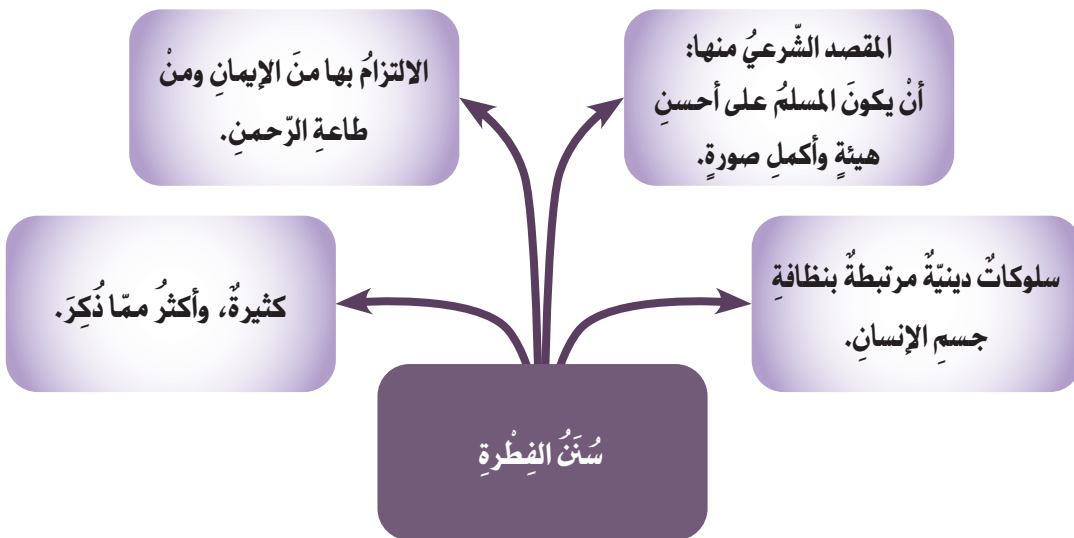 المقصد الشّرعيُ منها:
أنْ يكونَ المسلمُ على أحسنِ
هيئةٍ وأكملِ صورةٍ.
الالتزامُ بها منَ الإيمانِ ومنْ
طاعةِ الرّحمنِ.
سلوكاتٌ دينيّةٌ مرتبطةٌ بنظافةِ
جسمِ الإنسانِ.
كثيرةٌ، وأكثرُ ممّا ذُكِرَ.
سُنَنُ الفِطْرةِ